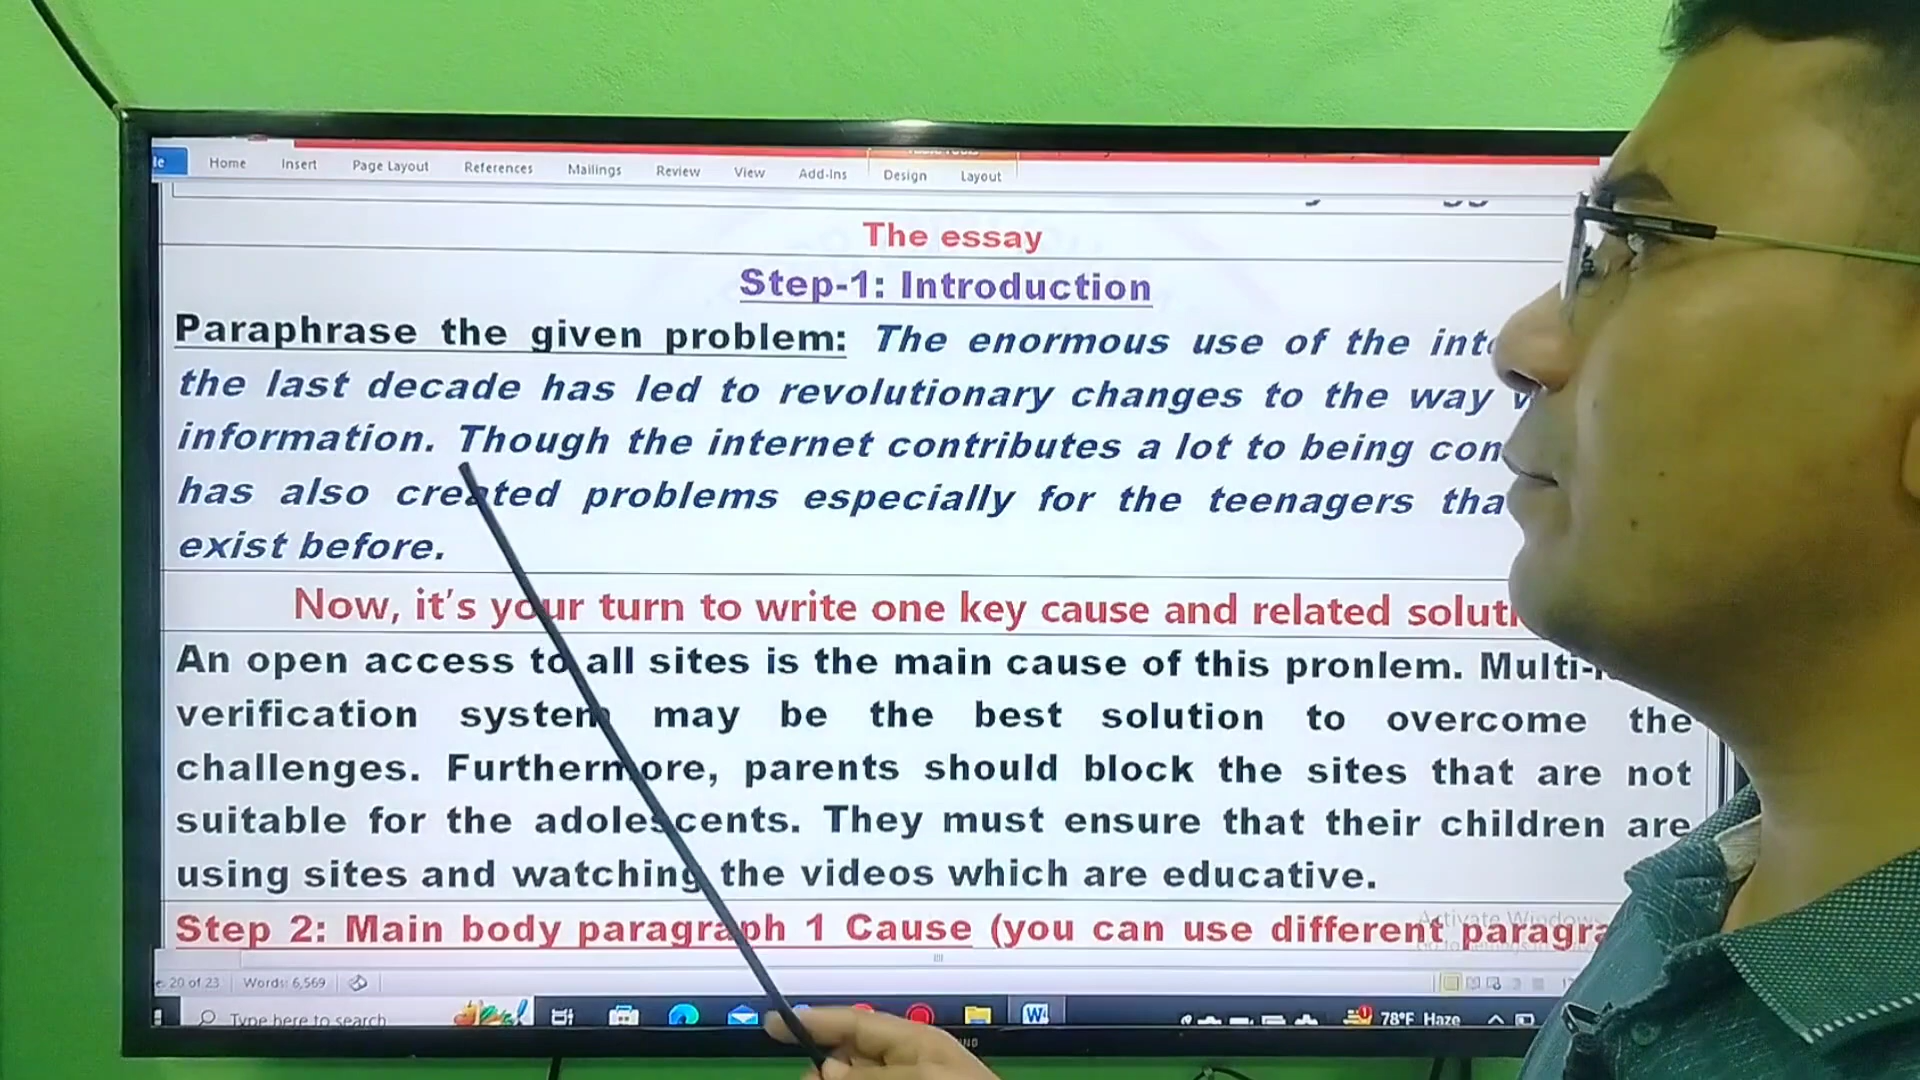 Home Insert Page Layout References Mailings Review View Add-Ins Design Layout
The essay
Step-1: Introduction
Paraphrase the given problem: The enormous use of the
the last decade has led to revolutionary changes to the way
information. Though the internet contributes a lot to being
has also created problems especially for the teenagers
exist before.
Now, it's your turn to write one key cause and related
An open access to all sites is the main cause of this pronlem.
verification system may be the best solution to overcome the
challenges. Furthermore, parents should block the sites that are not
suitable for the adolescents. They must ensure that their children are
using sites and watching the videos which are educative.
Step 2: Main body paragraph 1 Cause (you can use different
Activate Windows
20 of 23 Words: 6,569
Type here to search 78°F Haze